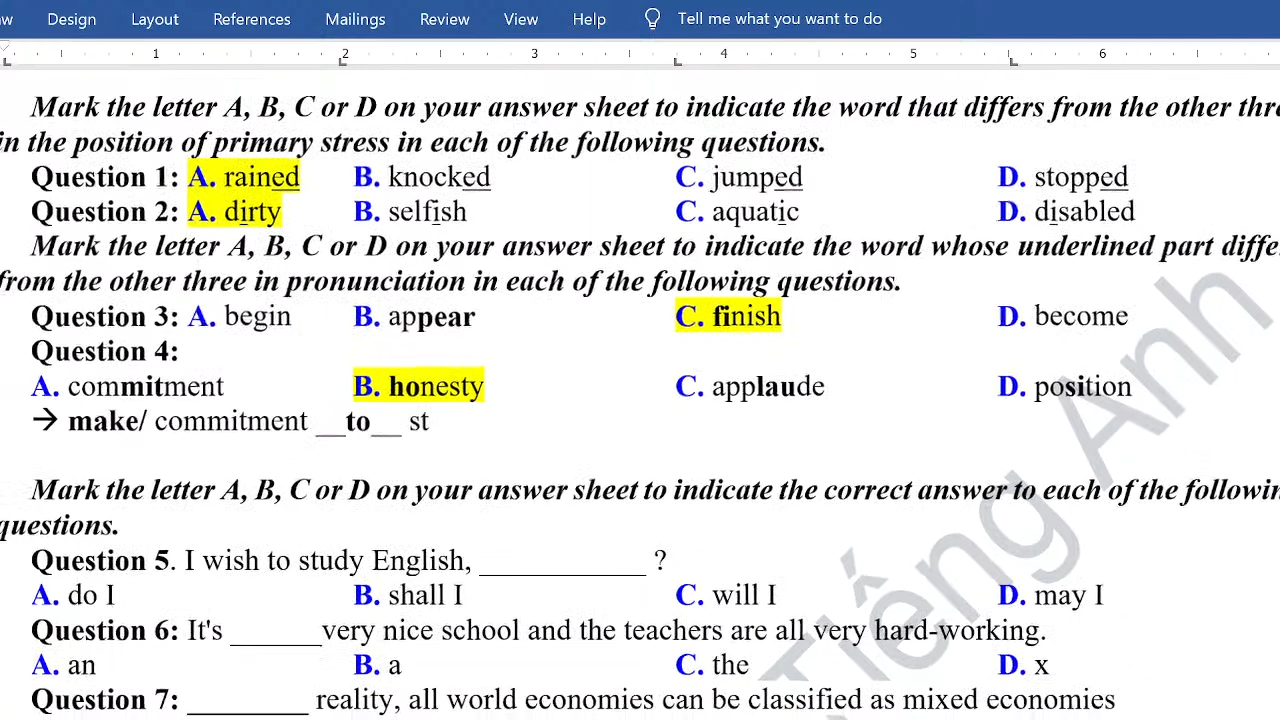 w Design Layout References Mailings Review View Help Tell me what you want to do
1 2 3 4 5 6
Mark the letter A, B, C or D on your answer sheet to indicate the word that differs from the other thre
in the position of primary stress in each of the following questions.
Question 1: A. rained B. knocked C. jumped D. stopped
Question 2: A. dirty B. selfish C. aquatic D. disabled
Mark the letter A, B, C or D on your answer sheet to indicate the word whose underlined part differ
from the other three in pronunciation in each of the following questions.
Question 3: A. begin B. appear C. finish D. become
Question 4:
A. commitment B. honesty C. applaude D. position
→ make/ commitment __to__ st
Mark the letter A, B, C or D on your answer sheet to indicate the correct answer to each of the followin
questions.
Question 5. I wish to study English, ___________ ?
A. do I B. shall I C. will I D. may I
Question 6: It's ______ very nice school and the teachers are all very hard-working.
A. an B. a C. the D. x
Question 7: ________ reality, all world economies can be classified as mixed economies
Tiếng Anh